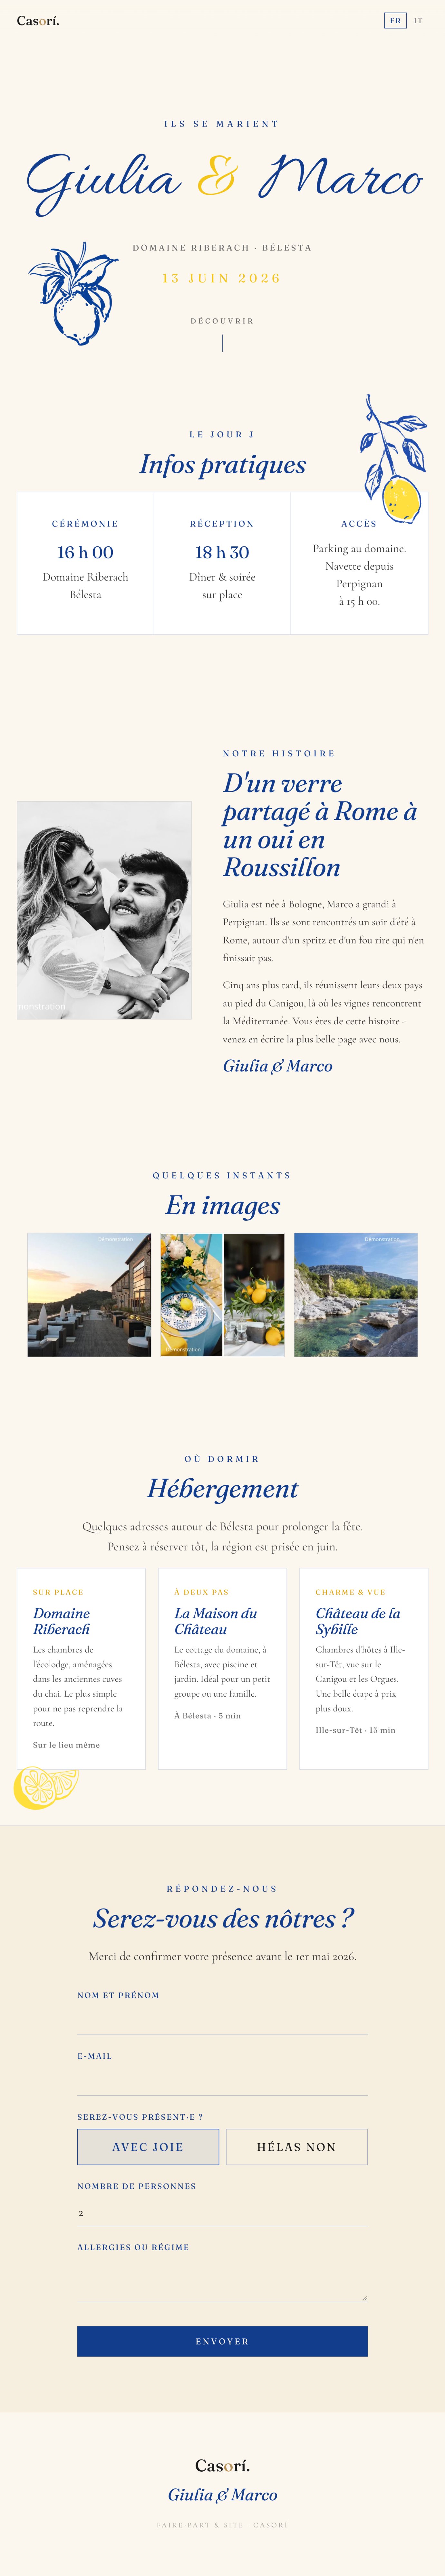 Casorí.
FR IT
ILS SE MARIENT
Giulia & Marco
DOMAINE RIBERACH · BÉLESTA
13 JUIN 2026
DÉCOUVRIR
LE JOUR J
Infos pratiques
CÉRÉMONIE
16 h 00
Domaine Riberach
Bélesta
RÉCEPTION
18 h 30
Dîner & soirée
sur place
ACCÈS
Parking au domaine.
Navette depuis
Perpignan
à 15 h 00.
NOTRE HISTOIRE
D'un verre
partagé à Rome à
un oui en
Roussillon
Giulia est née à Bologne, Marco a grandi à
Perpignan. Ils se sont rencontrés un soir d'été à
Rome, autour d'un spritz et d'un fou rire qui n'en
finissait pas.
Cinq ans plus tard, ils réunissent leurs deux pays
au pied du Canigou, là où les vignes rencontrent
la Méditerranée. Vous êtes de cette histoire -
venez en écrire la plus belle page avec nous.
Giulia & Marco
QUELQUES INSTANTS
En images
OÙ DORMIR
Hébergement
Quelques adresses autour de Bélesta pour prolonger la fête.
Pensez à réserver tôt, la région est prisée en juin.
SUR PLACE
Domaine
Riberach
Les chambres de
l'écolodge, aménagées
dans les anciennes cuves
du chai. Le plus simple
pour ne pas reprendre la
route.
Sur le lieu même
À DEUX PAS
La Maison du
Château
Le cottage du domaine, à
Bélesta, avec piscine et
jardin. Idéal pour un petit
groupe ou une famille.
À Bélesta · 5 min
CHARME & VUE
Château de la
Sybille
Chambres d'hôtes à Ille-
sur-Têt, vue sur le
Canigou et les Orgues.
Une belle étape à prix
plus doux.
Ille-sur-Têt · 15 min
RÉPONDEZ-NOUS
Serez-vous des nôtres ?
Merci de confirmer votre présence avant le 1er mai 2026.
NOM ET PRÉNOM
E-MAIL
SEREZ-VOUS PRÉSENT·E ?
AVEC JOIE HÉLAS NON
NOMBRE DE PERSONNES
2
ALLERGIES OU RÉGIME
ENVOYER
Casorí.
Giulia & Marco
FAIRE-PART & SITE · CASORÍ